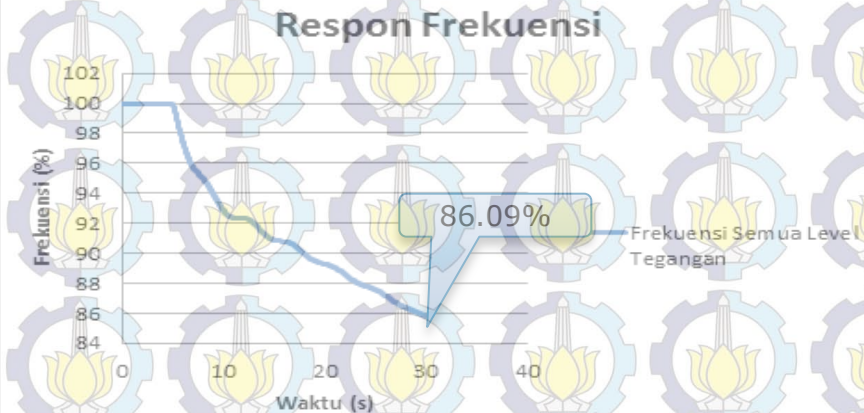 Respon Frekuensi
102
100
98
96
94
92
90
88
86
84
Frekuensi (%)
86.09%
Frekuensi Semua Level
Tegangan
0 10 20 30 40
Waktu (s)